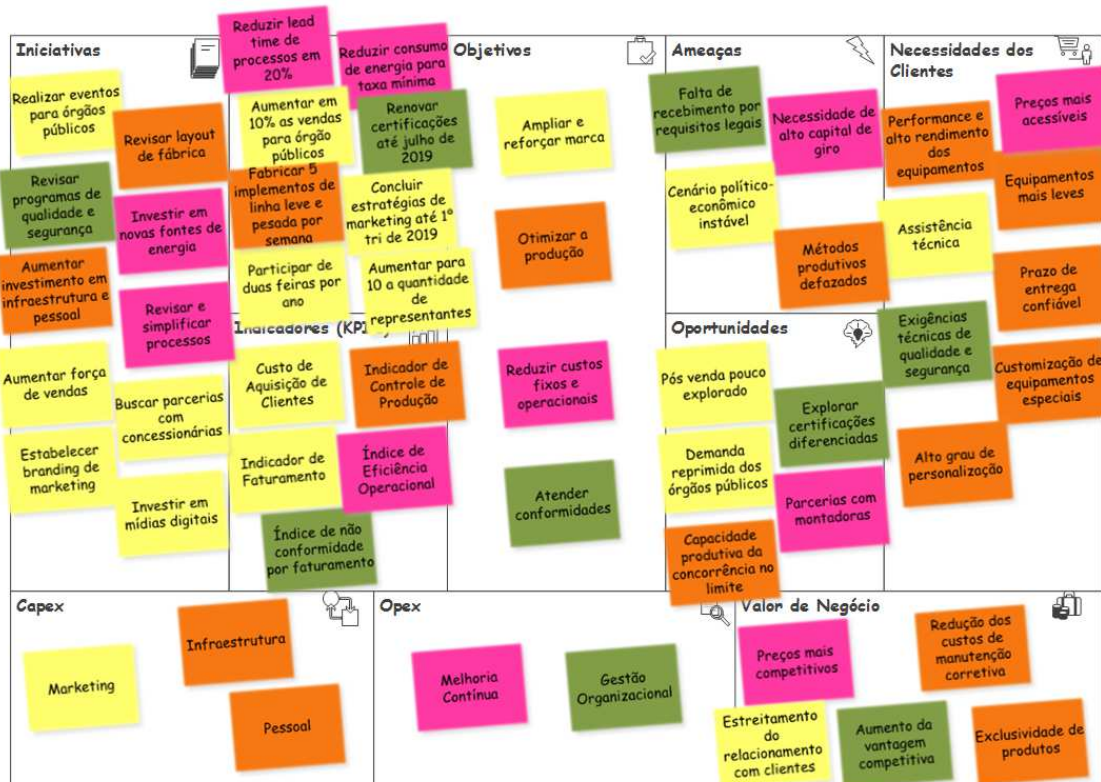 Iniciativas
Realizar eventos
para órgãos
públicos
Revisar layout
de fábrica
Revisar
programas de
qualidade e
segurança
Investir em
novas fontes de
energia
Aumentar
investimento em
infraestrutura e
pessoal
Revisar e
simplificar
processos
Aumentar força
de vendas
Buscar parcerias
com
concessionárias
Estabelecer
branding de
marketing
Investir em
mídias digitais
Reduzir lead
time de
processos em
20%
Reduzir consumo
de energia para
taxa mínima
Aumentar em
10% as vendas
para órgão
públicos
Renovar
certificações
até julho de
2019
Fabricar 5
implementos de
linha leve e
pesada por
semana
Concluir
estratégias de
marketing até 1º
tri de 2019
Participar de
duas feiras por
ano
Aumentar para
10 a quantidade
de
representantes
Indicadores (KPI
Custo de
Aquisição de
Clientes
Indicador de
Controle de
Produção
Indicador de
Faturamento
Índice de
Eficiência
Operacional
Índice de não
conformidade
por faturamento
Objetivos
Ampliar e
reforçar marca
Otimizar a
produção
Reduzir custos
fixos e
operacionais
Atender
conformidades
Ameaças
Falta de
recebimento por
requisitos legais
Necessidade de
alto capital de
giro
Cenário político-
econômico
instável
Métodos
produtivos
defazados
Oportunidades
Pós venda pouco
explorado
Explorar
certificações
diferenciadas
Demanda
reprimida dos
órgãos públicos
Parcerias com
montadoras
Capacidade
produtiva da
concorrência no
limite
Necessidades dos
Clientes
Performance e
alto rendimento
dos
equipamentos
Preços mais
acessíveis
Equipamentos
mais leves
Assistência
técnica
Prazo de
entrega
confiável
Exigências
técnicas de
qualidade e
segurança
Customização de
equipamentos
especiais
Alto grau de
personalização
Capex
Marketing
Infraestrutura
Pessoal
Opex
Melhoria
Contínua
Gestão
Organizacional
Valor de Negócio
Preços mais
competitivos
Redução dos
custos de
manutenção
corretiva
Estreitamento
do
relacionamento
com clientes
Aumento da
vantagem
competitiva
Exclusividade de
produtos